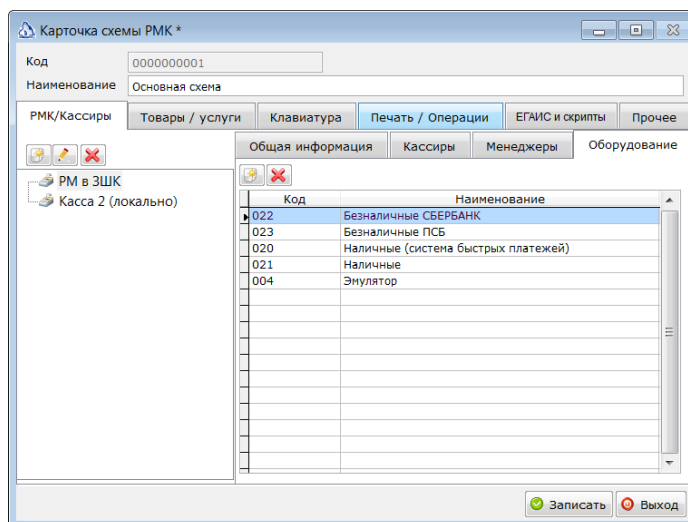 Карточка схемы РМК *
Код 0000000001
Наименование Основная схема
РМК/Кассиры Товары / услуги Клавиатура Печать / Операции ЕГАИС и скрипты Прочее
Общая информация Кассиры Менеджеры Оборудование
РМ в ЗШК
Касса 2 (локально)
Код Наименование
022 Безналичные СБЕРБАНК
023 Безналичные ПСБ
020 Наличные (система быстрых платежей)
021 Наличные
004 Эмулятор
Записать Выход